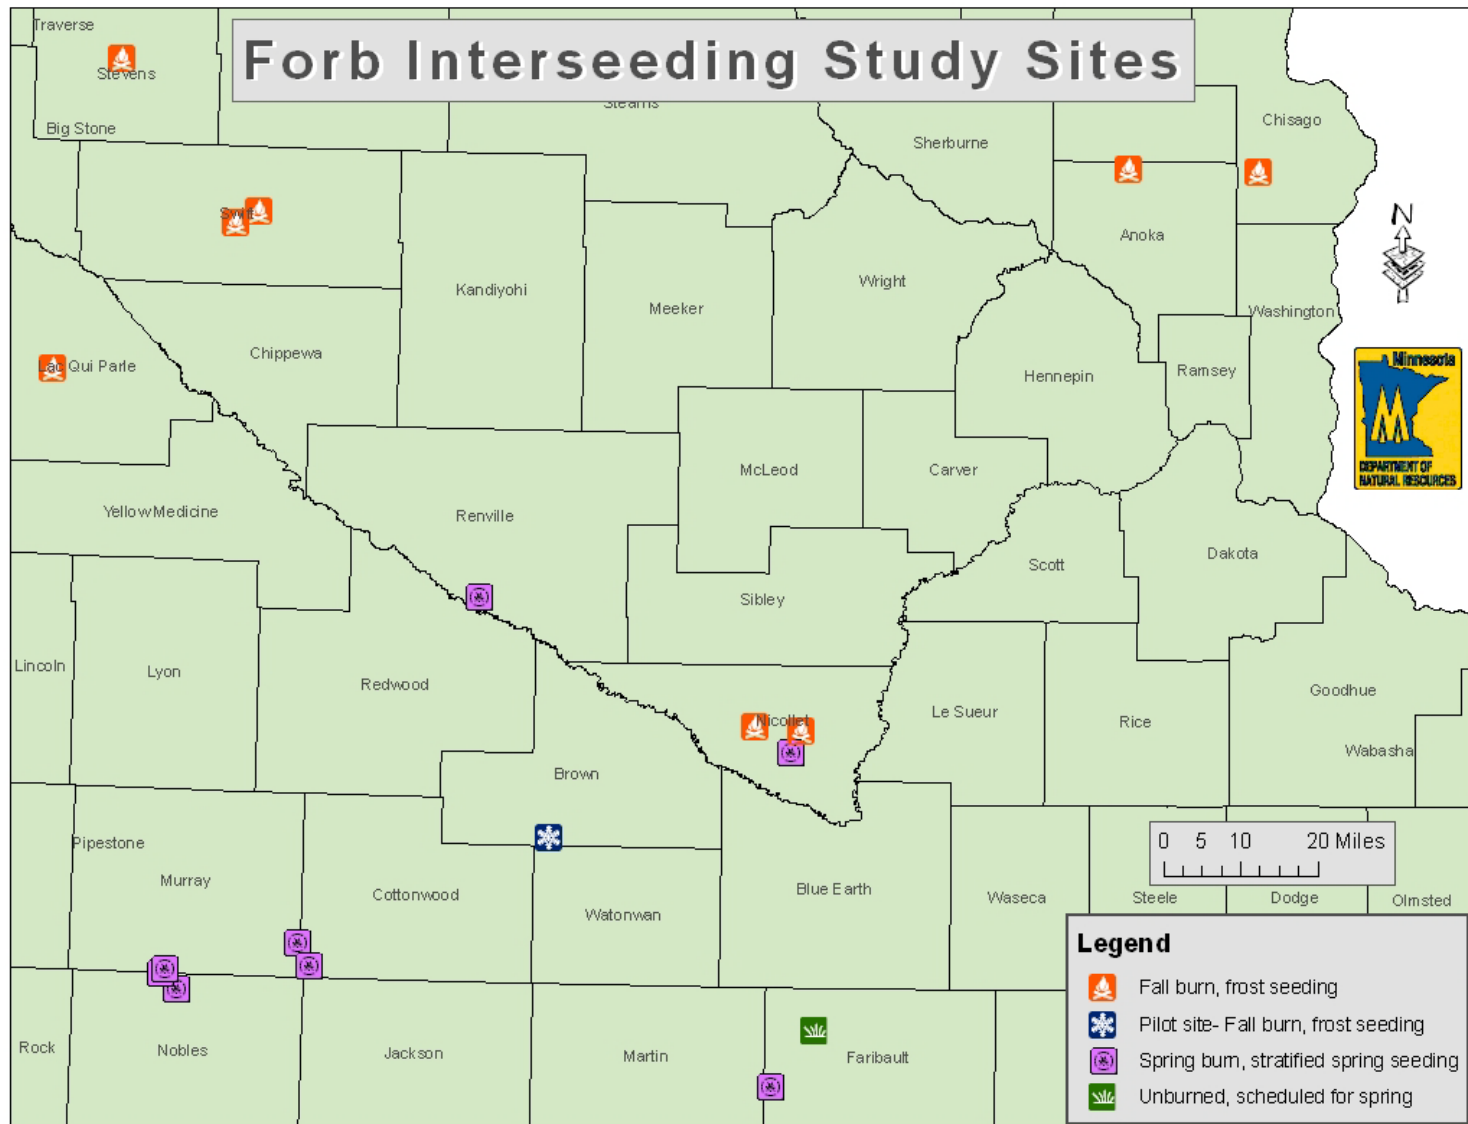 Traverse
Forb Interseeding Study Sites
Stevens
Stearns
Big Stone
Sherburne
Chisago
Swift
N
Anoka
Kandiyohi
Wright
Meeker
Washington
Chippewa
Lac Qui Parle
Hennepin
Ramsey
Minnesota
DEPARTMENT OF
NATURAL RESOURCES
McLeod
Carver
Yellow Medicine
Renville
Dakota
Scott
Sibley
Lincoln
Lyon
Redwood
Goodhue
Nicollet
Le Sueur
Rice
Wabasha
Brown
0 5 10 20 Miles
Pipestone
Murray
Cottonwood
Blue Earth
Waseca
Steele
Dodge
Olmsted
Watonwan
Legend
Fall burn, frost seeding
Pilot site- Fall burn, frost seeding
Spring burn, stratified spring seeding
Unburned, scheduled for spring
Rock
Nobles
Jackson
Martin
Faribault